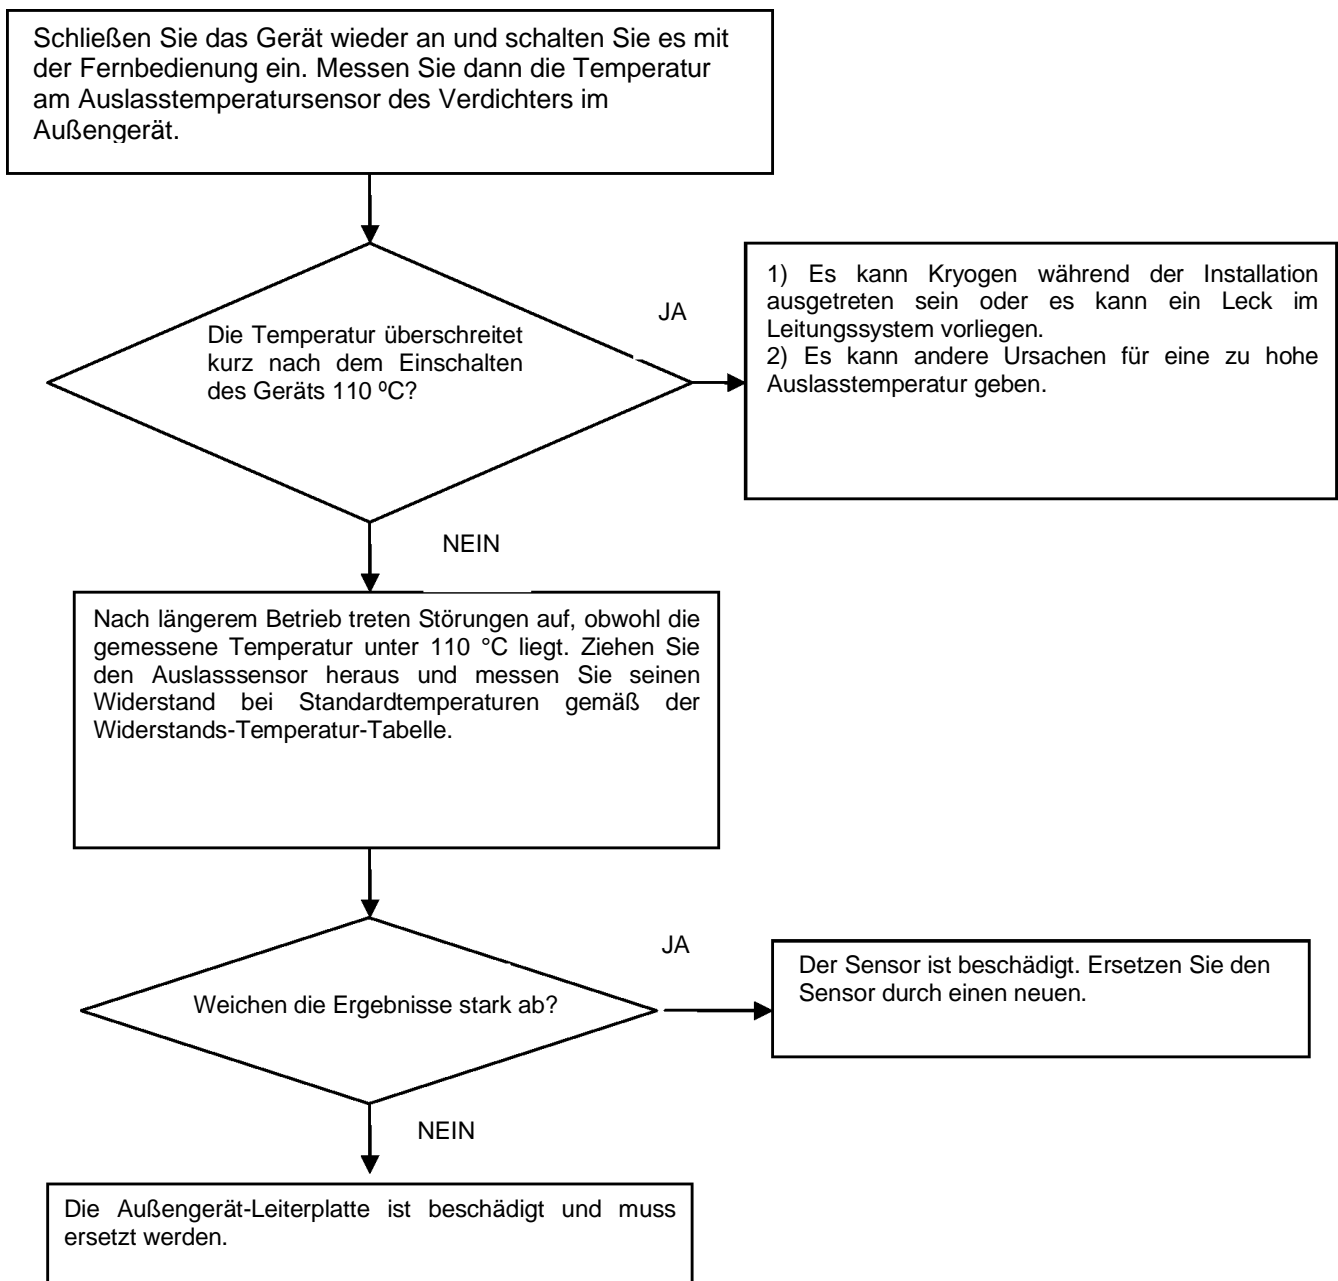 Schließen Sie das Gerät wieder an und schalten Sie es mit
der Fernbedienung ein. Messen Sie dann die Temperatur
am Auslasstemperatursensor des Verdichters im
Außengerät.
Die Temperatur überschreitet
kurz nach dem Einschalten
des Geräts 110 ºC?
JA
1) Es kann Kryogen während der Installation
ausgetreten sein oder es kann ein Leck im
Leitungssystem vorliegen.
2) Es kann andere Ursachen für eine zu hohe
Auslasstemperatur geben.
NEIN
Nach längerem Betrieb treten Störungen auf, obwohl die
gemessene Temperatur unter 110 °C liegt. Ziehen Sie
den Auslasssensor heraus und messen Sie seinen
Widerstand bei Standardtemperaturen gemäß der
Widerstands-Temperatur-Tabelle.
Weichen die Ergebnisse stark ab?
JA
Der Sensor ist beschädigt. Ersetzen Sie den
Sensor durch einen neuen.
NEIN
Die Außengerät-Leiterplatte ist beschädigt und muss
ersetzt werden.